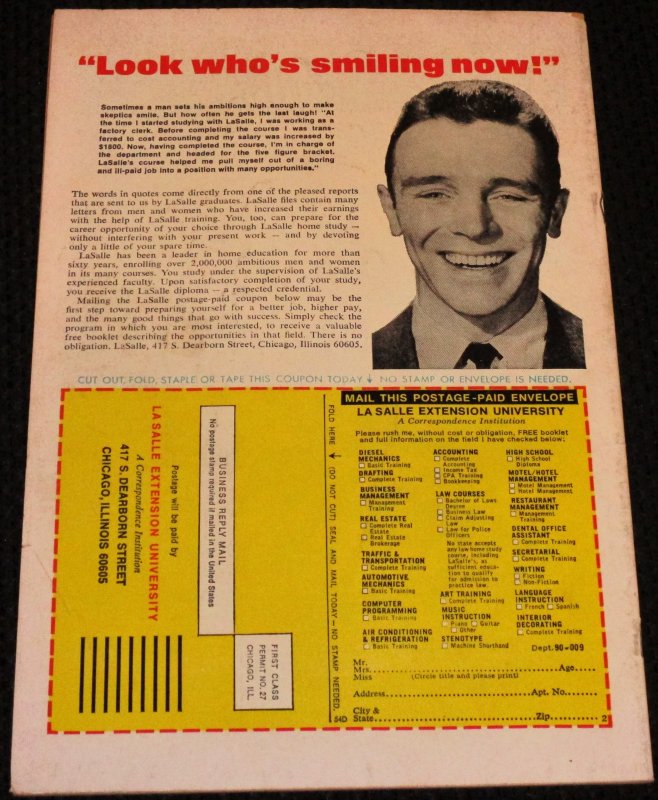 “Look who's smiling now!”
Sometimes a man sets his ambitions high enough to make
skeptics smile. But how often he gets the last laugh! "At
the time I started studying with LaSalle, I was working as a
factory clerk. Before completing the course I was trans-
ferred to cost accounting and my salary was increased by
$1800. Now, having completed the course, I'm in charge of
the department and headed for the five figure bracket.
LaSalle's course helped me pull myself out of a boring
and ill-paid job into a position with many opportunities."
The words in quotes come directly from one of the pleased reports
that are sent to us by LaSalle graduates. LaSalle files contain many
letters from men and women who have increased their earnings
with the help of LaSalle training. You, too, can prepare for the
career opportunity of your choice through LaSalle home study —
without interfering with your present work — and by devoting
only a little of your spare time.
LaSalle has been a leader in home education for more than
sixty years, enrolling over 2,000,000 ambitious men and women
in its many courses. You study under the supervision of LaSalle's
experienced faculty. Upon satisfactory completion of your study,
you receive the LaSalle diploma — a respected credential.
Mailing the LaSalle postage-paid coupon below may be the
first step toward preparing yourself for a better job, higher pay,
and the many good things that go with success. Simply check the
program in which you are most interested, to receive a valuable
free booklet describing the opportunities in that field. There is no
obligation. LaSalle, 417 S. Dearborn Street, Chicago, Illinois 60605.
CUT OUT, FOLD, STAPLE OR TAPE THIS COUPON TODAY ↓ NO STAMP OR ENVELOPE IS NEEDED.
BUSINESS REPLY MAIL
No postage stamp required if mailed in the United States
FIRST CLASS
PERMIT NO. 27
CHICAGO, ILL.
Postage will be paid by
LA SALLE EXTENSION UNIVERSITY
A Correspondence Institution
417 S. DEARBORN STREET
CHICAGO, ILLINOIS 60605
FOLD HERE → (DO NOT CUT) SEAL AND MAIL TODAY – NO STAMP NEEDED.
MAIL THIS POSTAGE-PAID ENVELOPE
LA SALLE EXTENSION UNIVERSITY
A Correspondence Institution
Please rush me, without cost or obligation, FREE booklet
and full information on the field I have checked below:
DIESEL
MECHANICS
☐ Basic Training
DRAFTING
☐ Complete Training
BUSINESS
MANAGEMENT
☐ Management
Training
REAL ESTATE
☐ Complete Real
Estate
☐ Real Estate
Brokerage
TRAFFIC &
TRANSPORTATION
☐ Complete Training
AUTOMOTIVE
MECHANICS
☐ Basic Training
COMPUTER
PROGRAMMING
☐ Basic Training
AIR CONDITIONING
& REFRIGERATION
☐ Basic Training
ACCOUNTING
☐ Complete
Accounting
☐ Income Tax
☐ CPA Training
☐ Bookkeeping
LAW COURSES
☐ Bachelor of Laws
Degree
☐ Business Law
☐ Claim Adjusting
Law
☐ Law for Police
Officers
No state accepts
any law home study
course, including
LaSalle's, as
sufficient educa-
tion to qualify
for admission to
practice law.
ART TRAINING
☐ Complete Training
MUSIC
INSTRUCTION
☐ Piano ☐ Guitar
☐ Other
STENOTYPE
☐ Machine Shorthand
HIGH SCHOOL
☐ High School
Diploma
MOTEL/HOTEL
MANAGEMENT
☐ Motel Management
☐ Hotel Management
RESTAURANT
MANAGEMENT
☐ Management
Training
DENTAL OFFICE
ASSISTANT
☐ Complete Training
SECRETARIAL
☐ Complete Training
WRITING
☐ Fiction
☐ Non-Fiction
LANGUAGE
INSTRUCTION
☐ French ☐ Spanish
INTERIOR
DECORATING
☐ Complete Training
Dept. 90-009
Mr.
Mrs. Age
Miss (Circle title and please print)
Address Apt. No.
City &
State Zip
54D 2